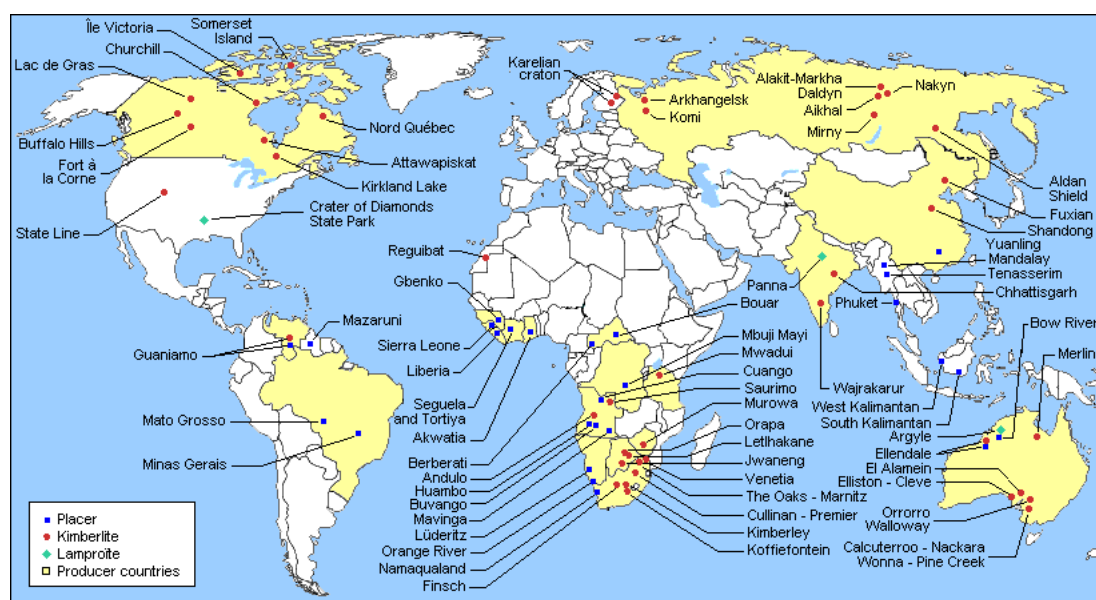 Île Victoria
Somerset
Island
Churchill
Lac de Gras
Buffalo Hills
Fort à
la Corne
State Line
Nord Québec
Attawapiskat
Kirkland Lake
Crater of Diamonds
State Park
Karelian
craton
Arkhangelsk
Komi
Alakit-Markha
Daldyn
Nakyn
Aikhal
Mirny
Aldan
Shield
Fuxian
Shandong
Yuanling
Mandalay
Tenasserim
Chhattisgarh
Panna
Phuket
Wajrakarur
Bow River
Merlin
West Kalimantan
South Kalimantan
Argyle
Ellendale
El Alamein
Elliston - Cleve
Orroro
Walloway
Calcuterroo - Nackara
Wonna - Pine Creek
Reguibat
Gbenko
Sierra Leone
Liberia
Seguela
and Tortiya
Akwatia
Mazaruni
Guaniamo
Mato Grosso
Minas Gerais
Bouar
Mbuji Mayi
Mwadui
Cuango
Saurimo
Murowa
Orapa
Letlhakane
Jwaneng
Venetia
The Oaks - Marnitz
Cullinan - Premier
Kimberley
Koffiefontein
Berberati
Andulo
Huambo
Buvango
Mavinga
Lüderitz
Orange River
Namaqualand
Finsch
Placer
Kimberlite
Lamproïte
Producer countries